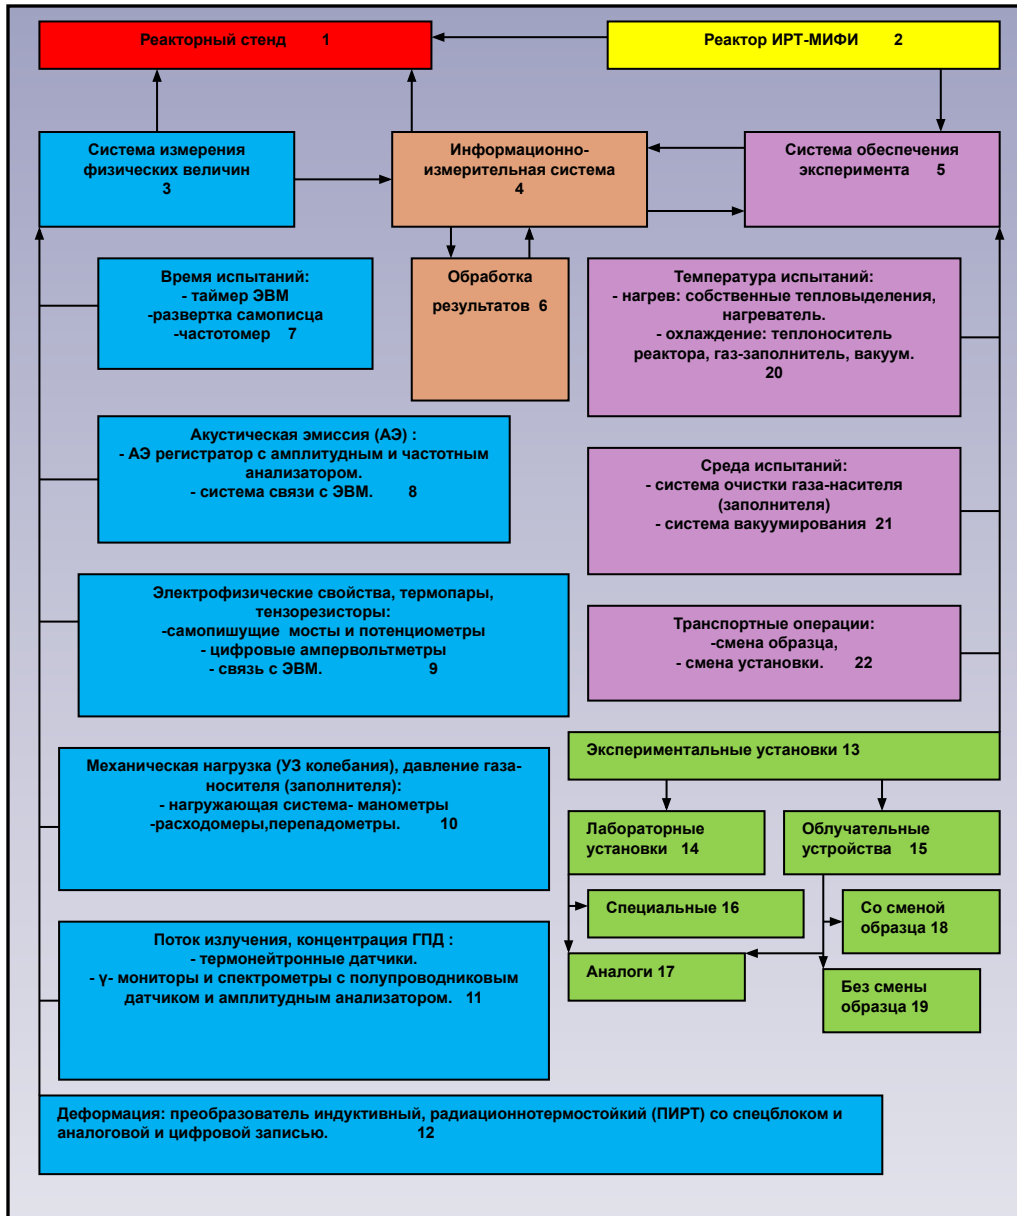 Реакторный стенд 1
Реактор ИРТ-МИФИ 2
Система измерения
физических величин
3
Информационно-
измерительная система
4
Система обеспечения
эксперимента 5
Время испытаний:
- таймер ЭВМ
-развертка самописца
-частотомер 7
Обработка
результатов 6
Температура испытаний:
- нагрев: собственные тепловыделения,
нагреватель.
- охлаждение: теплоноситель
реактора, газ-заполнитель, вакуум.
20
Акустическая эмиссия (АЭ) :
- АЭ регистратор с амплитудным и частотным
анализатором.
- система связи с ЭВМ. 8
Среда испытаний:
- система очистки газа-насителя
(заполнителя)
- система вакуумирования 21
Электрофизические свойства, термопары,
тензорезисторы:
-самопишущие мосты и потенциометры
- цифровые ампервольтметры
- связь с ЭВМ. 9
Транспортные операции:
-смена образца,
- смена установки. 22
Механическая нагрузка (УЗ колебания), давление газа-
носителя (заполнителя):
- нагружающая система- манометры
-расходомеры,перепадометры. 10
Экспериментальные установки 13
Лабораторные
установки 14
Облучательные
устройства 15
Специальные 16
Со сменой
образца 18
Аналоги 17
Без смены
образца 19
Поток излучения, концентрация ГПД :
- термонейтронные датчики.
- γ- мониторы и спектрометры с полупроводниковым
датчиком и амплитудным анализатором. 11
Деформация: преобразователь индуктивный, радиационнотермостойкий (ПИРТ) со спецблоком и
аналоговой и цифровой записью. 12